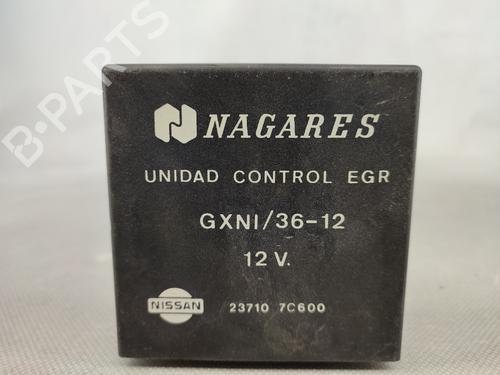 B-PARTS
NAGARES
UNIDAD CONTROL EGR
GXNI/36-12
12 V.
NISSAN 23710 7C600